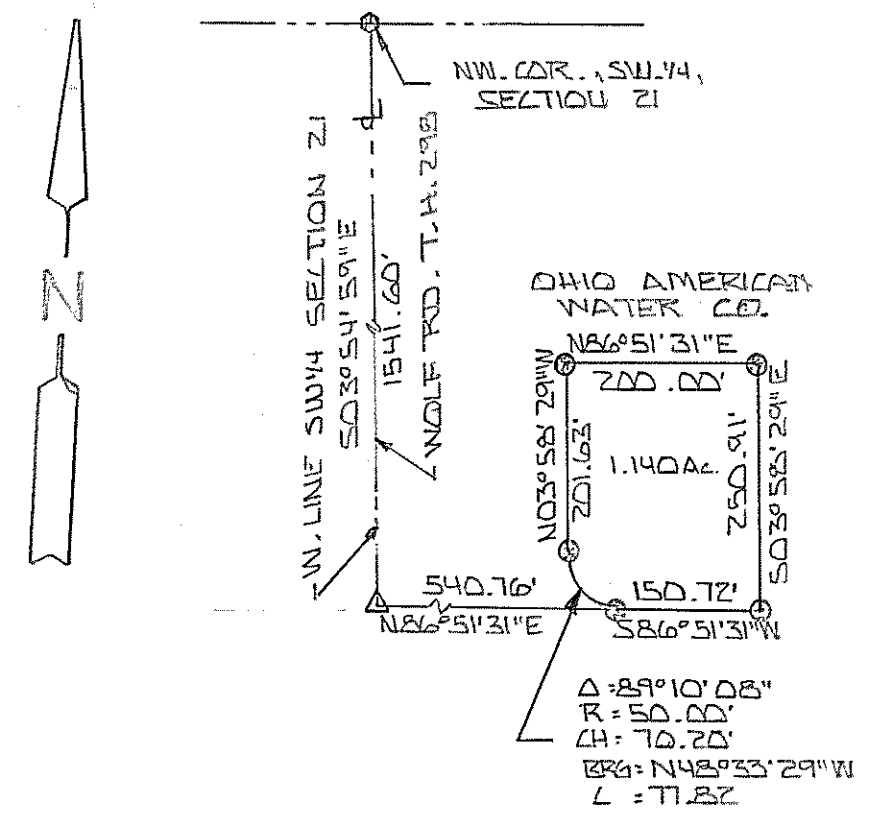 N
NW. COR., SW.1/4,
SECTION 21
W. LINE SW1/4 SECTION 21
S03°54'59"E
1541.60'
WOLF RD. T.H. 298
OHIO AMERICAN
WATER CO.
N86°51'31"E
200.00'
N03°58'29"W
201.63'
1.140 Ac.
250.91'
S03°58'29"E
540.76'
N86°51'31"E
150.72'
S86°51'31"W
Δ=89°10'08"
R=50.00'
CH=70.20'
BRG=N48°33'29"W
L =77.82